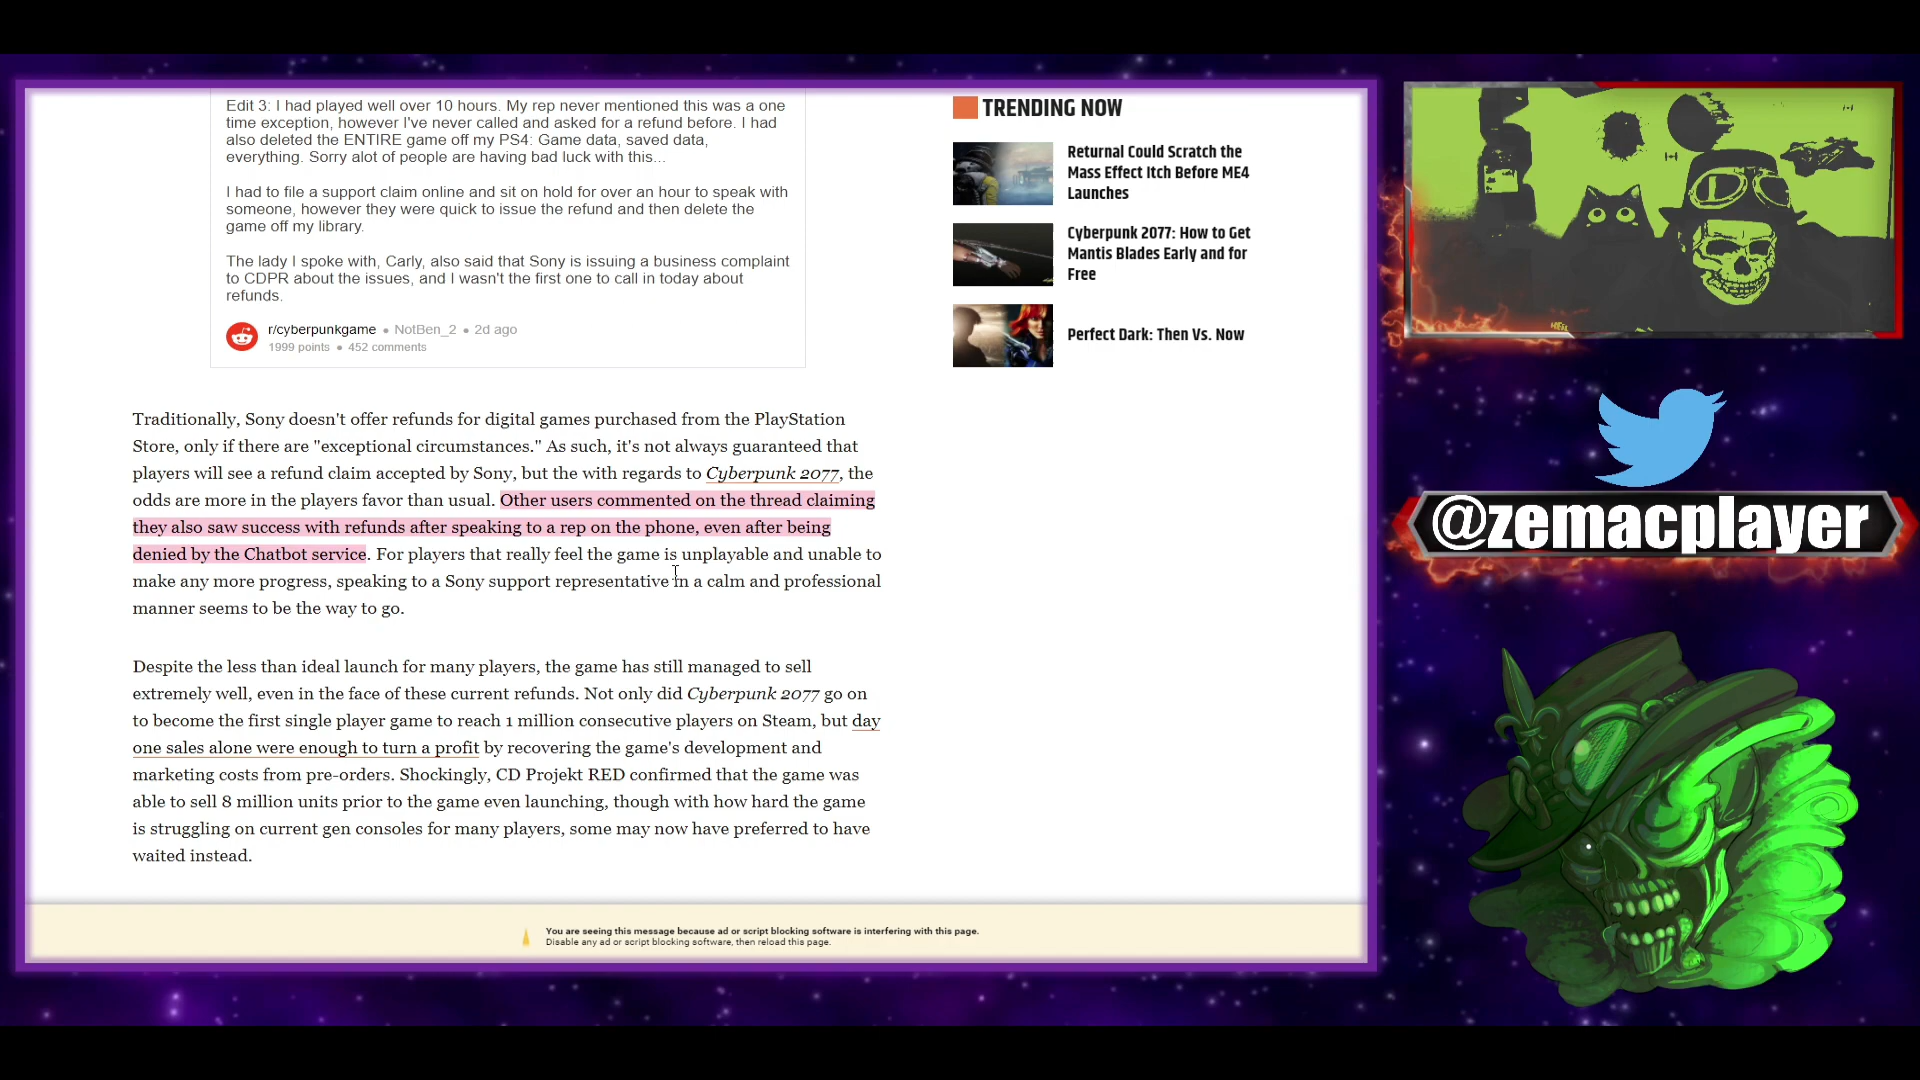 Edit 3: I had played well over 10 hours. My rep never mentioned this was a one
time exception, however I've never called and asked for a refund before. I had
also deleted the ENTIRE game off my PS4: Game data, saved data,
everything. Sorry alot of people are having bad luck with this...
I had to file a support claim online and sit on hold for over an hour to speak with
someone, however they were quick to issue the refund and then delete the
game off my library.
The lady I spoke with, Carly, also said that Sony is issuing a business complaint
to CDPR about the issues, and I wasn't the first one to call in today about
refunds.
r/cyberpunkgame • NotBen_2 • 2d ago
1999 points • 452 comments
Traditionally, Sony doesn't offer refunds for digital games purchased from the PlayStation
Store, only if there are "exceptional circumstances." As such, it's not always guaranteed that
players will see a refund claim accepted by Sony, but the with regards to Cyberpunk 2077, the
odds are more in the players favor than usual. Other users commented on the thread claiming
they also saw success with refunds after speaking to a rep on the phone, even after being
denied by the Chatbot service. For players that really feel the game is unplayable and unable to
make any more progress, speaking to a Sony support representative in a calm and professional
manner seems to be the way to go.
Despite the less than ideal launch for many players, the game has still managed to sell
extremely well, even in the face of these current refunds. Not only did Cyberpunk 2077 go on
to become the first single player game to reach 1 million consecutive players on Steam, but day
one sales alone were enough to turn a profit by recovering the game's development and
marketing costs from pre-orders. Shockingly, CD Projekt RED confirmed that the game was
able to sell 8 million units prior to the game even launching, though with how hard the game
is struggling on current gen consoles for many players, some may now have preferred to have
waited instead.
TRENDING NOW
Returnal Could Scratch the
Mass Effect Itch Before ME4
Launches
Cyberpunk 2077: How to Get
Mantis Blades Early and for
Free
Perfect Dark: Then Vs. Now
You are seeing this message because ad or script blocking software is interfering with this page.
Disable any ad or script blocking software, then reload this page.
@zemacplayer